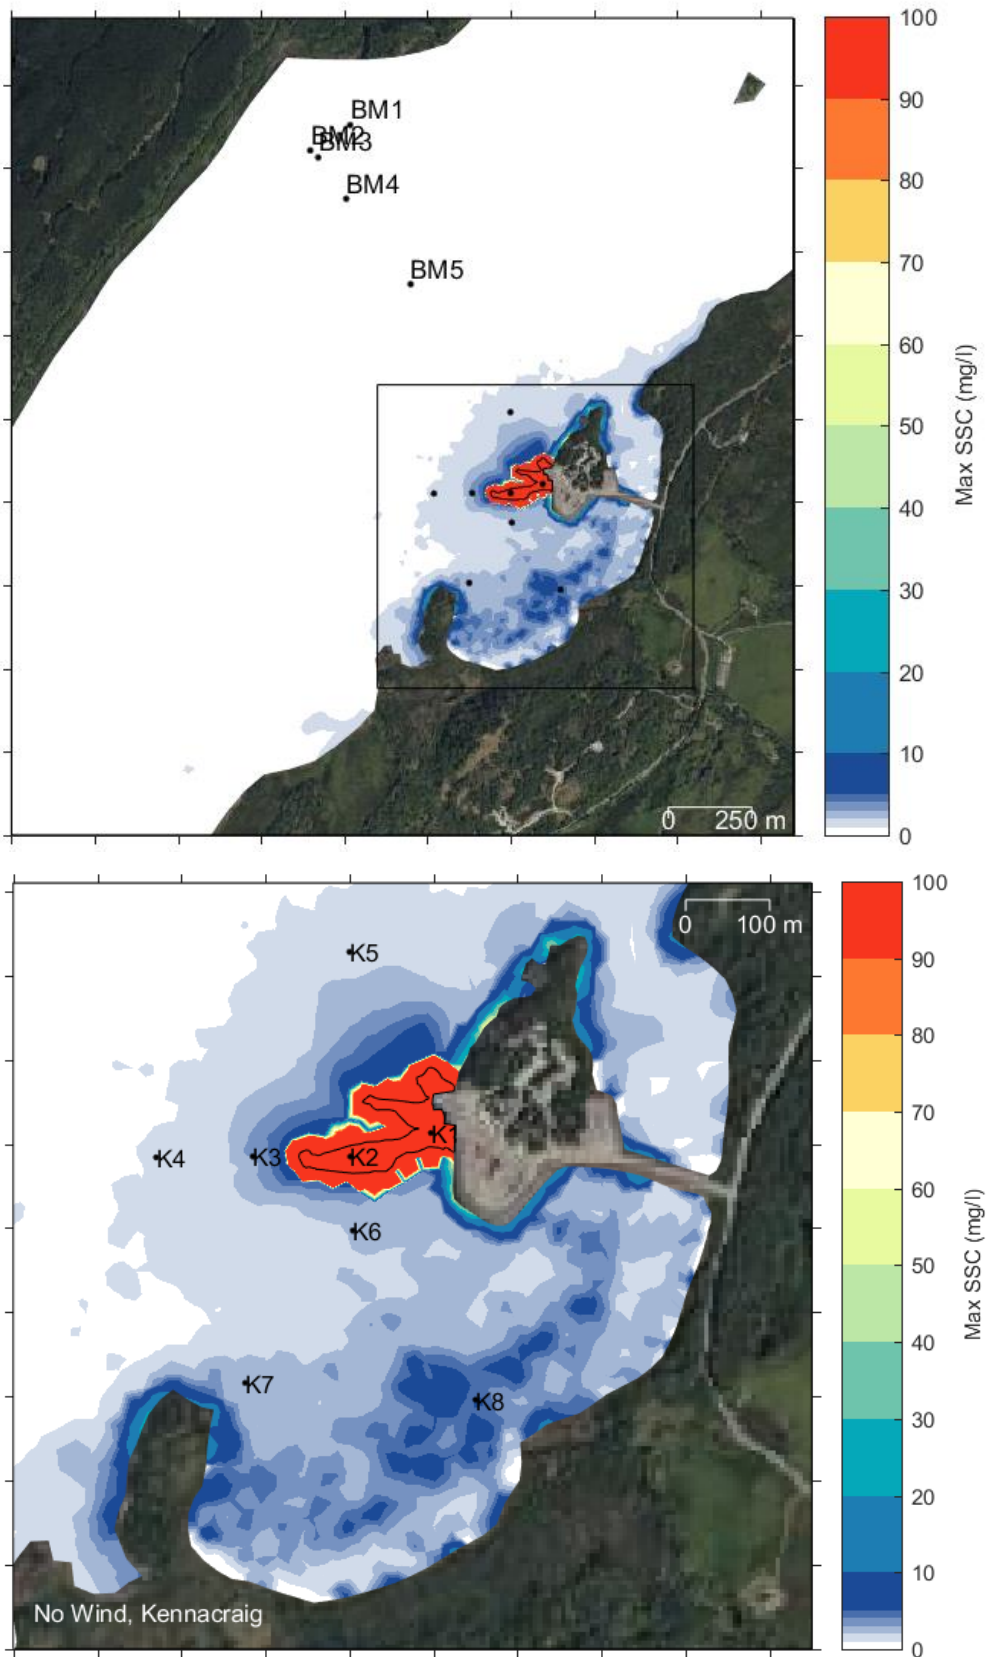 100
90
80
70
60
50
40
30
20
10
0
Max SSC (mg/l)
BM1
BM2
BM3
BM4
BM5
0 250 m
100
90
80
70
60
50
40
30
20
10
0
Max SSC (mg/l)
0 100 m
K5
K1
K4
K3
K2
K6
K7
K8
No Wind, Kennacraig